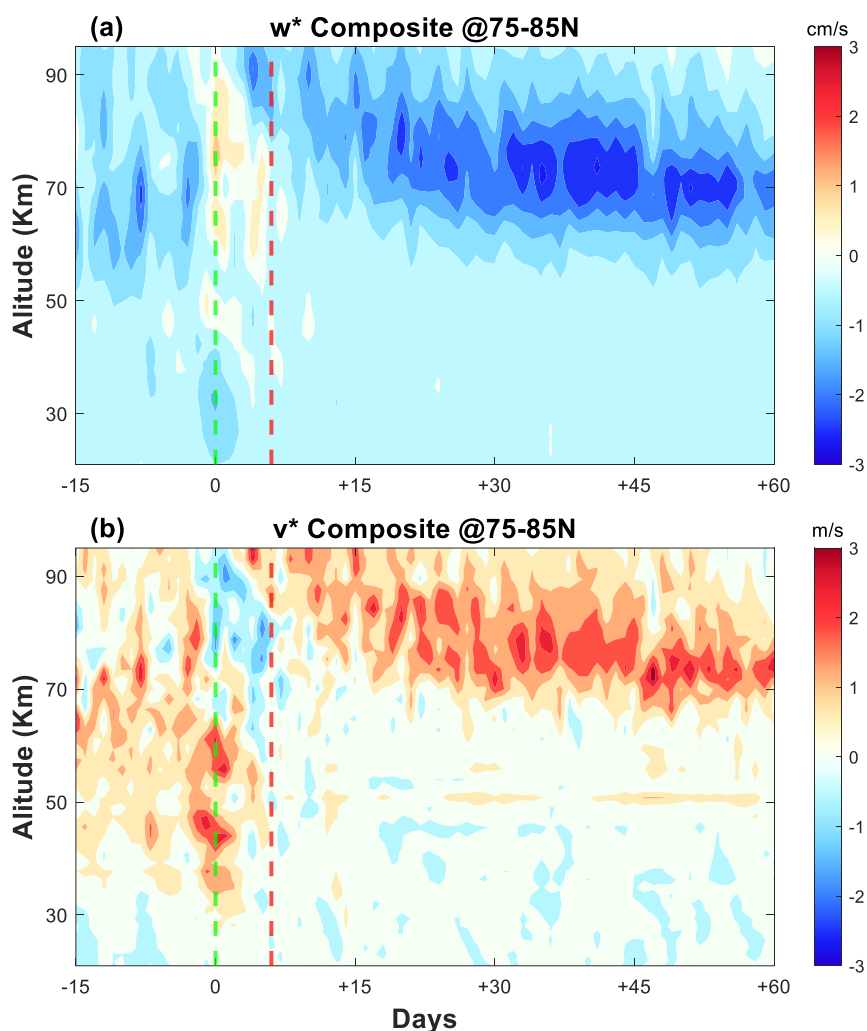 (a) w* Composite @75-85N
cm/s
Alitude (Km)
90
70
50
30
-15 0 +15 +30 +45 +60
3
2
1
0
-1
-2
-3
(b) v* Composite @75-85N
m/s
Alitude (Km)
90
70
50
30
-15 0 +15 +30 +45 +60
3
2
1
0
-1
-2
-3
Days